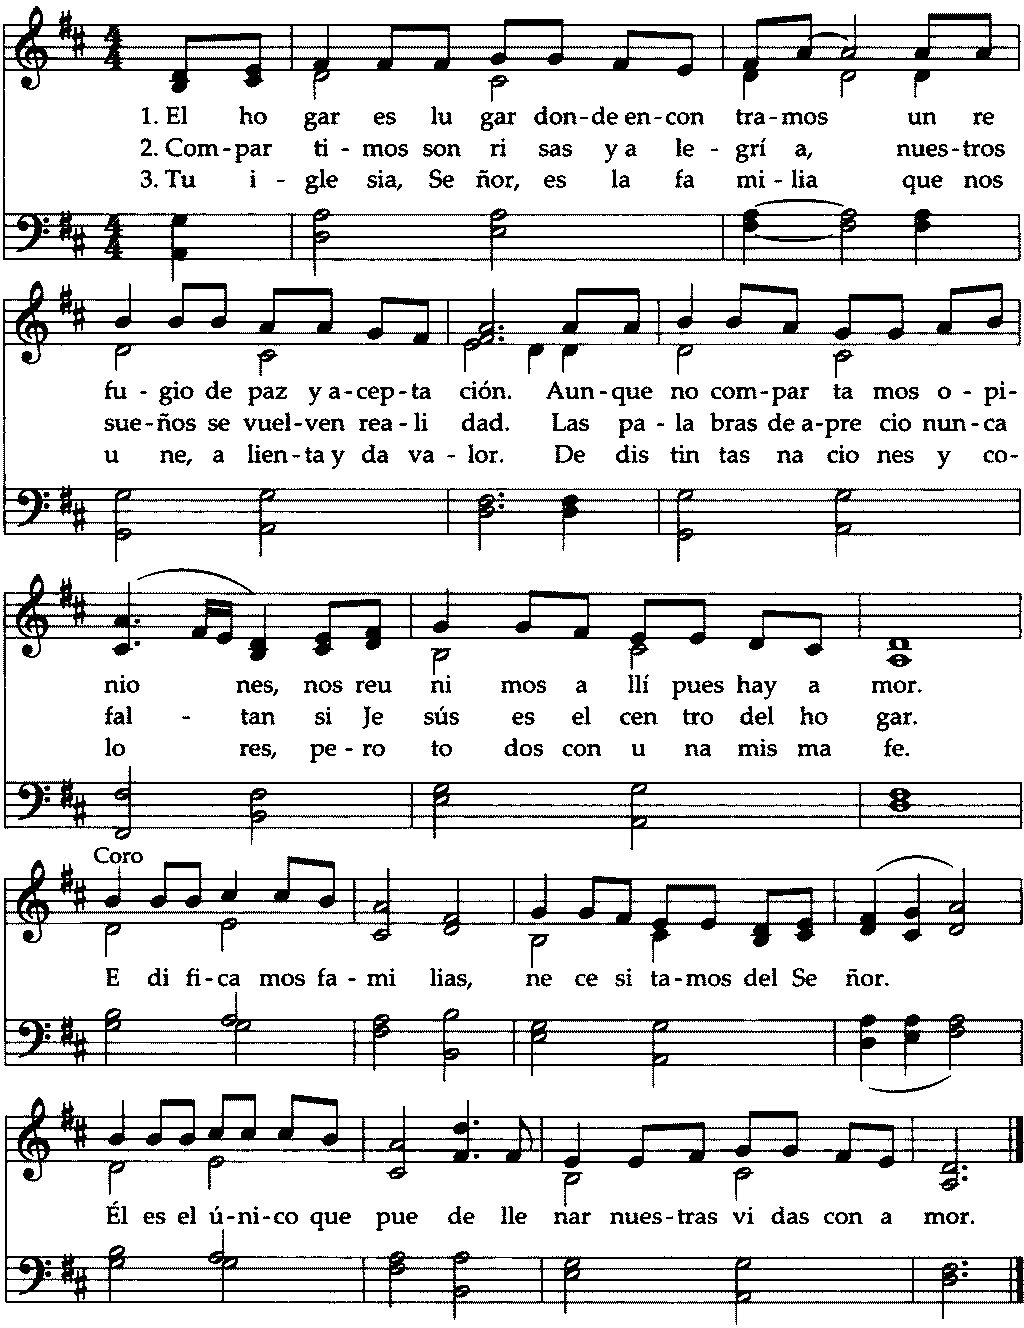 1. El ho gar es lu gar don-de en-con tra-mos un re
2. Com-par ti - mos son ri sas y a le-grí a, nues-tros
3. Tu i - gle sia, Se ñor, es la fa mi-lia que nos
fu - gio de paz y a-cep-ta ción. Aun-que no com-par ta mos o-pi-
sue-ños se vuel-ven rea-li dad. Las pa - la bras de a-pre cio nun-ca
u ne, a lien-ta y da va - lor. De dis tin tas na cio nes y co-
nio nes, nos reu ni mos a llí pues hay a mor.
fal - tan si Je sús es el cen tro del ho gar.
lo res, pe - ro to dos con u na mis ma fe.
Coro
E di fi-ca mos fa-mi lias, ne ce si ta-mos del Se ñor.
Él es el ú-ni-co que pue de lle nar nues-tras vi das con a mor.